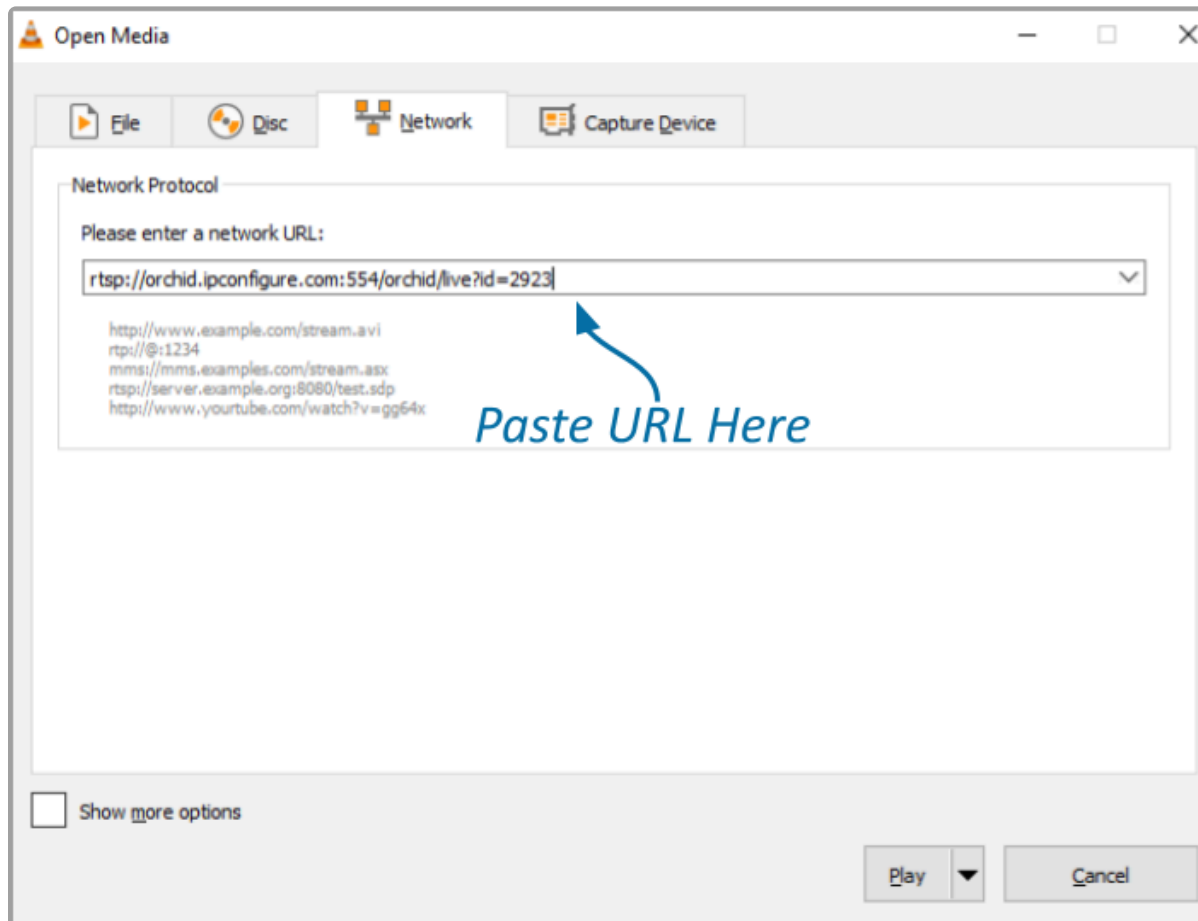 Open Media
File
Disc
Network
Capture Device
Network Protocol
Please enter a network URL:
rtsp://orchid.ipconfigure.com:554/orchid/live?id=2923
http://www.example.com/stream.avi
rtp://@:1234
mms://mms.examples.com/stream.asx
rtsp://server.example.org:8080/test.sdp
http://www.yourtube.com/watch?v=gg64x
Paste URL Here
Show more options
Play
Cancel